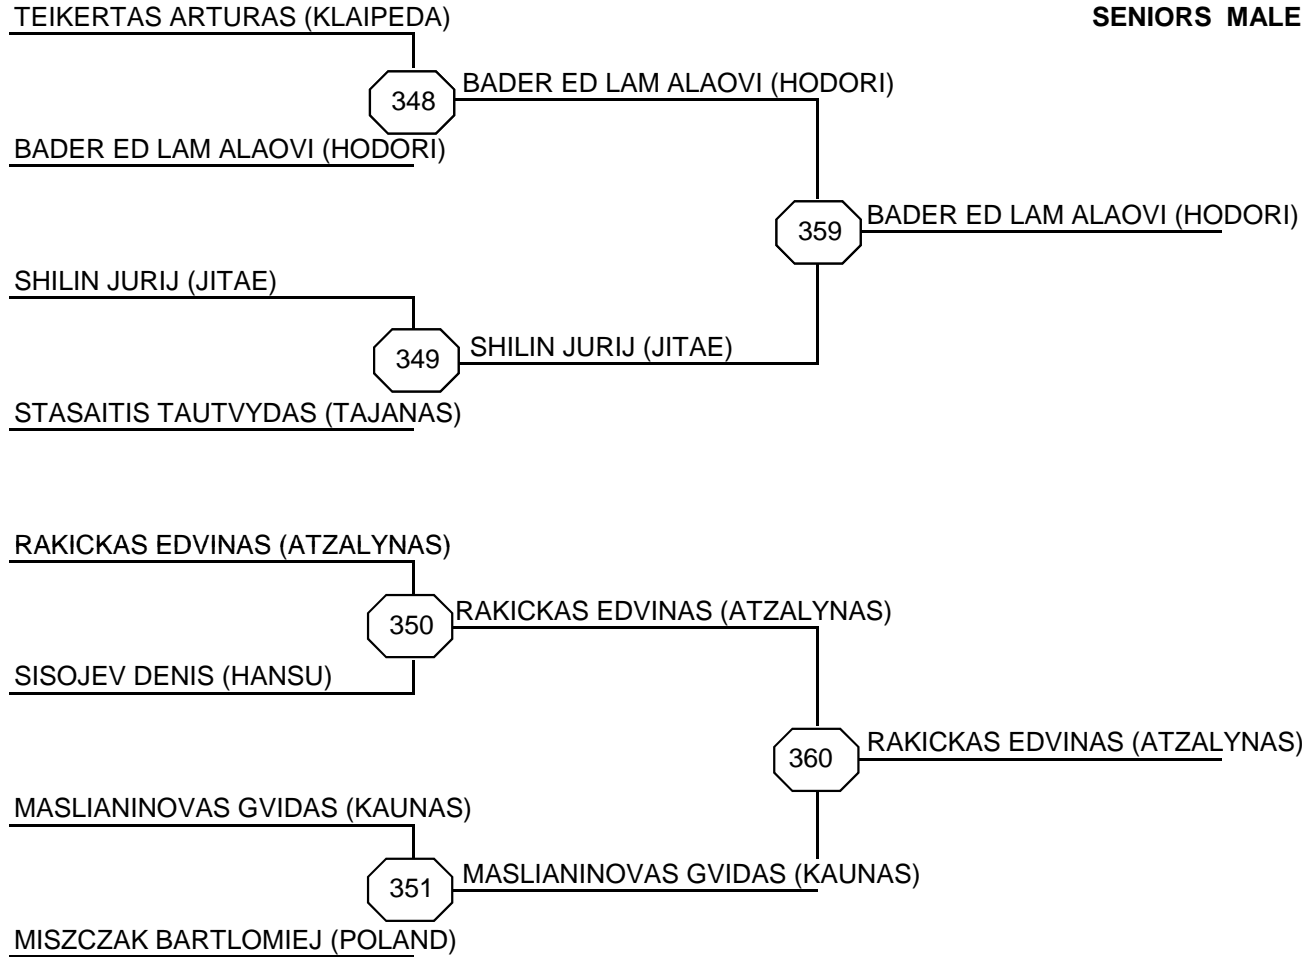 TEIKERTAS ARTURAS (KLAIPEDA)
SENIORS MALE
348
BADER ED LAM ALAOVI (HODORI)
BADER ED LAM ALAOVI (HODORI)
359
BADER ED LAM ALAOVI (HODORI)
SHILIN JURIJ (JITAE)
349
SHILIN JURIJ (JITAE)
STASAITIS TAUTVYDAS (TAJANAS)
RAKICKAS EDVINAS (ATZALYNAS)
350
RAKICKAS EDVINAS (ATZALYNAS)
SISOJEV DENIS (HANSU)
360
RAKICKAS EDVINAS (ATZALYNAS)
MASLIANINOVAS GVIDAS (KAUNAS)
351
MASLIANINOVAS GVIDAS (KAUNAS)
MISZCZAK BARTLOMIEJ (POLAND)